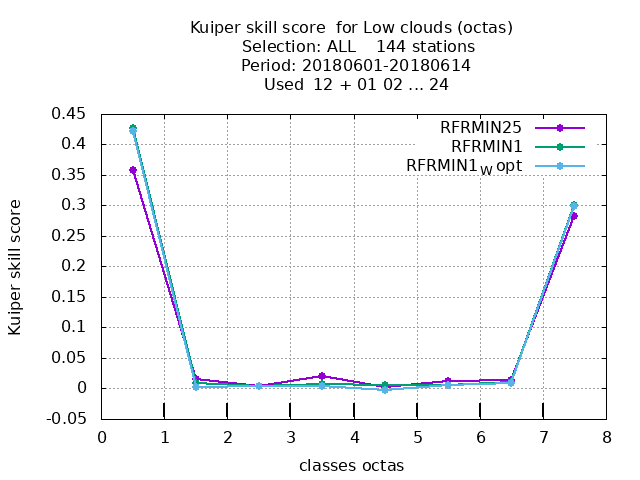 Kuiper skill score  for Low clouds (octas)
Selection: ALL    144 stations
Period: 20180601-20180614
Used  12 + 01 02 ... 24
RFRMIN25
RFRMIN1
RFRMIN1W opt
0.45
0.4
0.35
0.3
0.25
0.2
0.15
0.1
0.05
0
-0.05
Kuiper skill score
0 1 2 3 4 5 6 7 8
classes octas